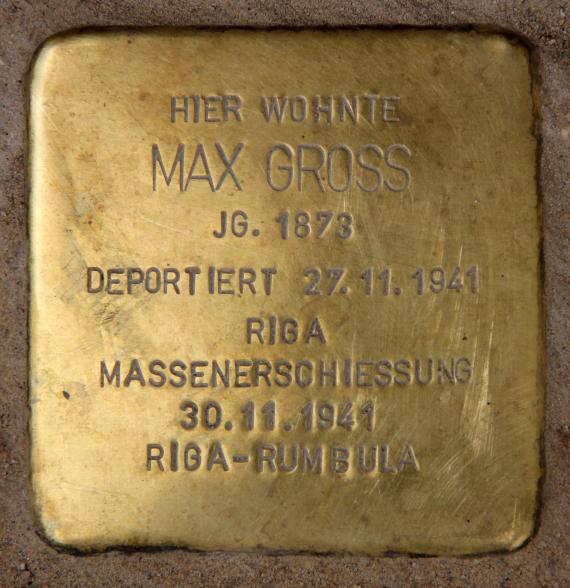 HIER WOHNTE
MAX GROSS
JG. 1873
DEPORTIERT 27.11.1941
RIGA
MASSENERSCHIESSUNG
30.11.1941
RIGA-RUMBULA